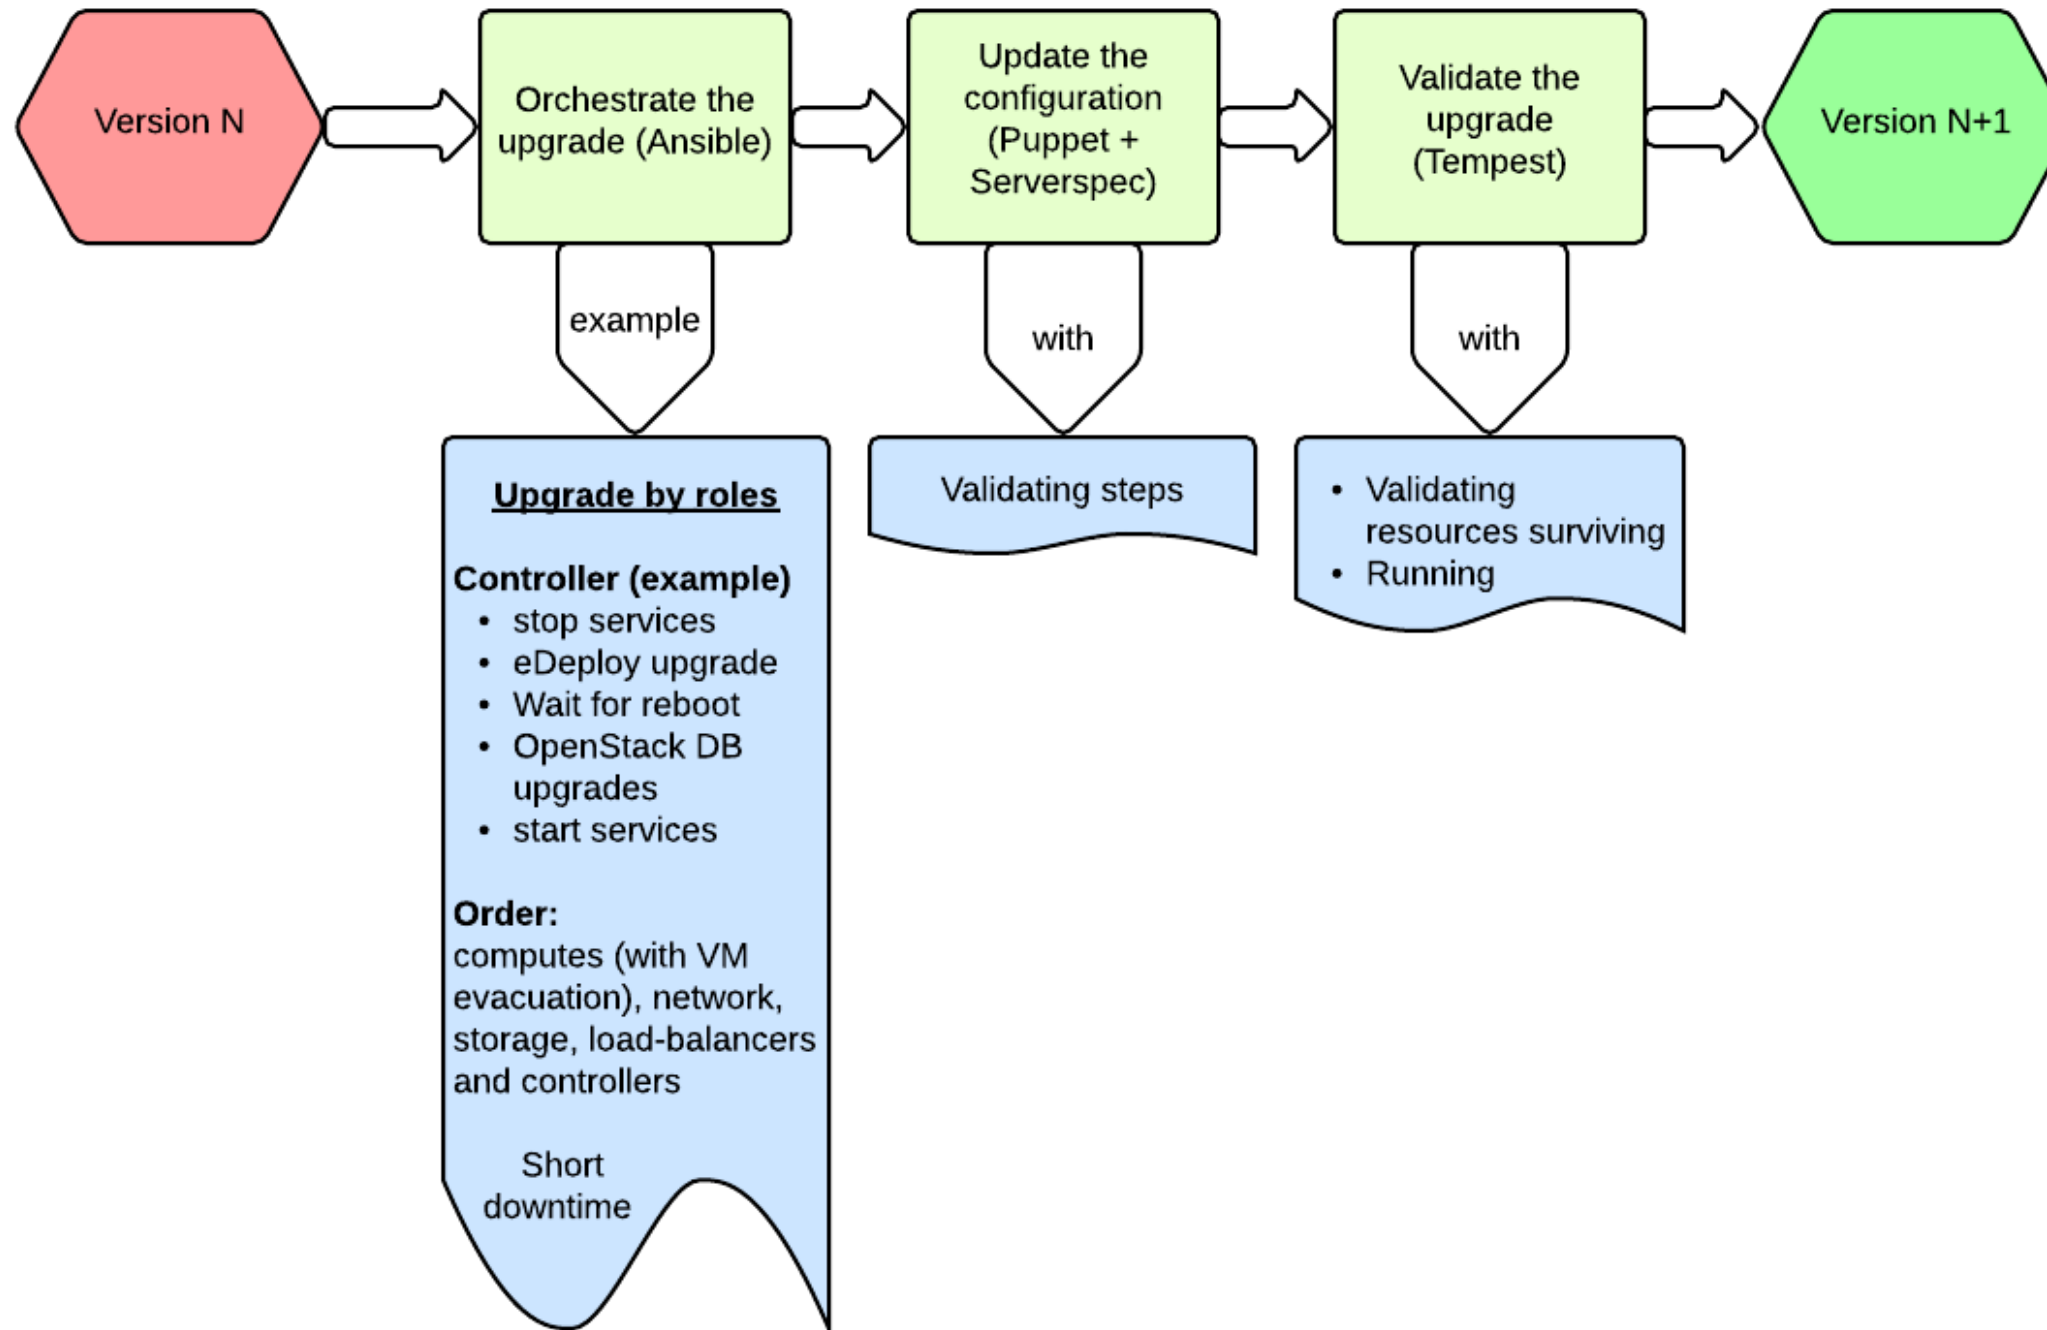 Version N
Orchestrate the
upgrade (Ansible)
Update the
configuration
(Puppet +
Serverspec)
Validate the
upgrade
(Tempest)
Version N+1
example
with
with
Upgrade by roles
Controller (example)
• stop services
• eDeploy upgrade
• Wait for reboot
• OpenStack DB
upgrades
• start services
Order:
computes (with VM
evacuation), network,
storage, load-balancers
and controllers
Short
downtime
Validating steps
• Validating
resources surviving
• Running